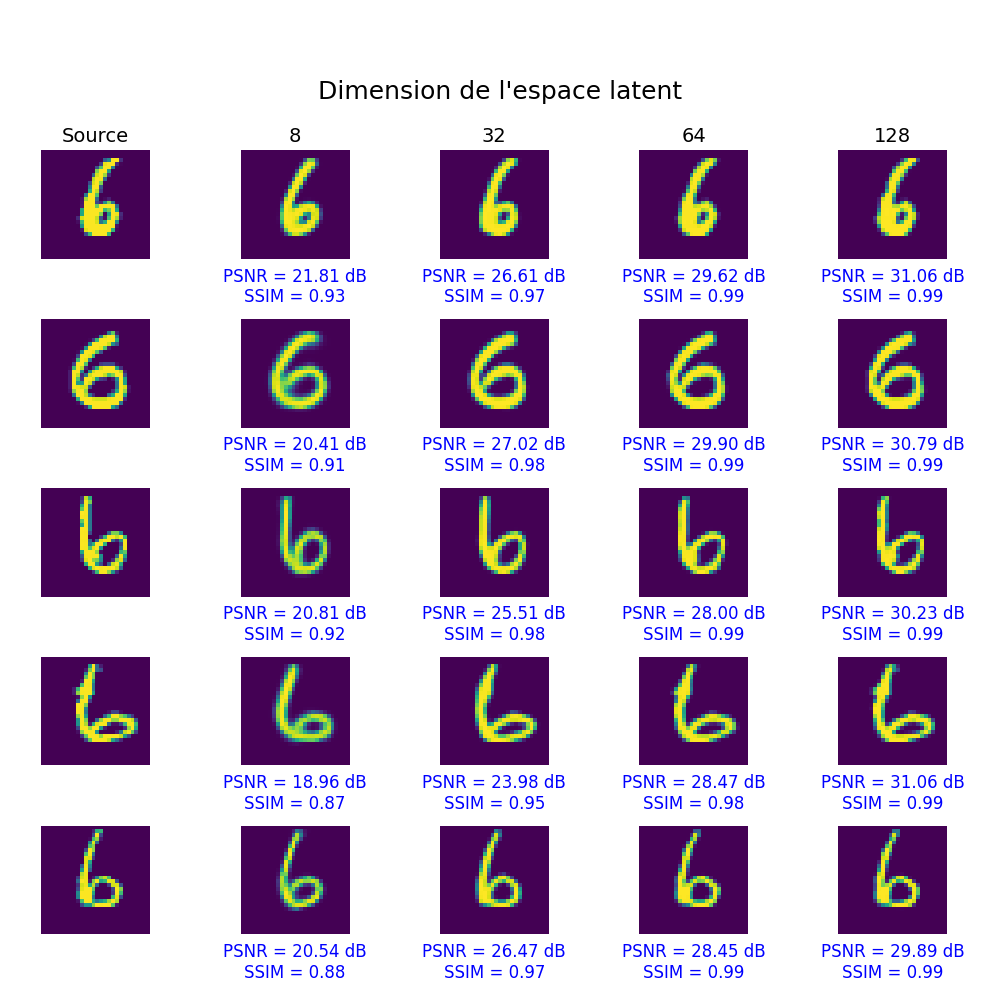 Dimension de l'espace latent
Source 8 32 64 128
PSNR = 21.81 dB PSNR = 26.61 dB PSNR = 29.62 dB PSNR = 31.06 dB
SSIM = 0.93 SSIM = 0.97 SSIM = 0.99 SSIM = 0.99
PSNR = 20.41 dB PSNR = 27.02 dB PSNR = 29.90 dB PSNR = 30.79 dB
SSIM = 0.91 SSIM = 0.98 SSIM = 0.99 SSIM = 0.99
PSNR = 20.81 dB PSNR = 25.51 dB PSNR = 28.00 dB PSNR = 30.23 dB
SSIM = 0.92 SSIM = 0.98 SSIM = 0.99 SSIM = 0.99
PSNR = 18.96 dB PSNR = 23.98 dB PSNR = 28.47 dB PSNR = 31.06 dB
SSIM = 0.87 SSIM = 0.95 SSIM = 0.98 SSIM = 0.99
PSNR = 20.54 dB PSNR = 26.47 dB PSNR = 28.45 dB PSNR = 29.89 dB
SSIM = 0.88 SSIM = 0.97 SSIM = 0.99 SSIM = 0.99